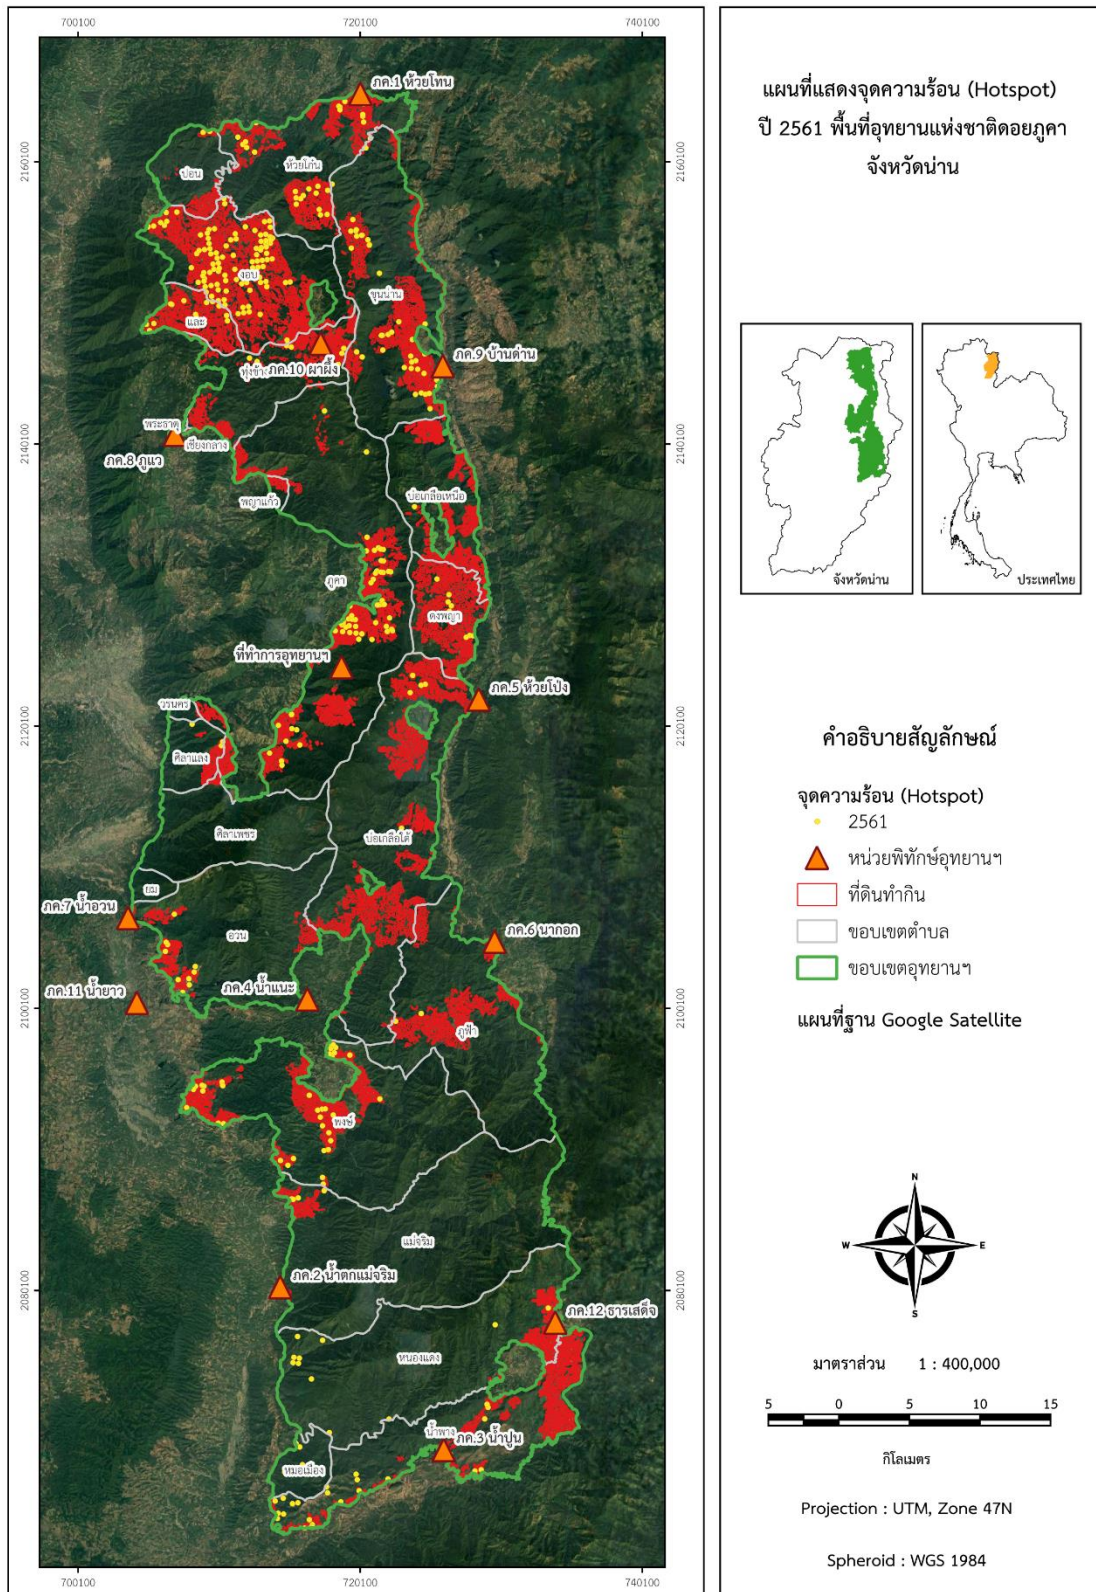 700100
720100
740100
ภค.1 ห้วยโทน
2160100
2160100
ปอน
ห้วยโก๋น
งอบ
ขุนน่าน
และ
ทุ่งช้าง
ภค.10 ผาผึ้ง
ภค.9 บ้านด่าน
พระธาตุ
2140100
2140100
เชียงกลาง
ภค.8 ภูแว
พญาแก้ว
บ่อเกลือเหนือ
ภูคา
ดงพญา
ที่ทำการอุทยานฯ
ภค.5 ห้วยโป่ง
วรนคร
2120100
2120100
ศิลาแลง
ศิลาเพชร
บ่อเกลือใต้
ยม
ภค.7 น้ำอวน
อวน
ภค.6 นากอก
ภค.11 น้ำยาว
ภค.4 น้ำแนะ
2100100
2100100
ภูฟ้า
พงษ์
แม่จริม
ภค.2 น้ำตกแม่จริม
2080100
2080100
ภค.12 ธารเสด็จ
หนองแดง
น้ำพาง
ภค.3 น้ำปูน
หมอเมือง
700100
720100
740100
แผนที่แสดงจุดความร้อน (Hotspot)
ปี 2561 พื้นที่อุทยานแห่งชาติดอยภูคา
จังหวัดน่าน
จังหวัดน่าน
ประเทศไทย
คำอธิบายสัญลักษณ์
จุดความร้อน (Hotspot)
2561
หน่วยพิทักษ์อุทยานฯ
ที่ดินทำกิน
ขอบเขตตำบล
ขอบเขตอุทยานฯ
แผนที่ฐาน Google Satellite
N
W
E
S
มาตราส่วน 1 : 400,000
5 0 5 10 15
กิโลเมตร
Projection : UTM, Zone 47N
Spheroid : WGS 1984